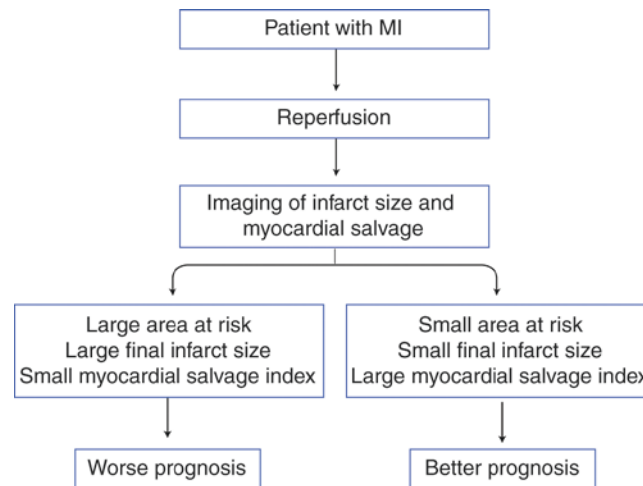 Patient with MI
Reperfusion
Imaging of infarct size and
myocardial salvage
Large area at risk
Large final infarct size
Small myocardial salvage index
Small area at risk
Small final infarct size
Large myocardial salvage index
Worse prognosis
Better prognosis